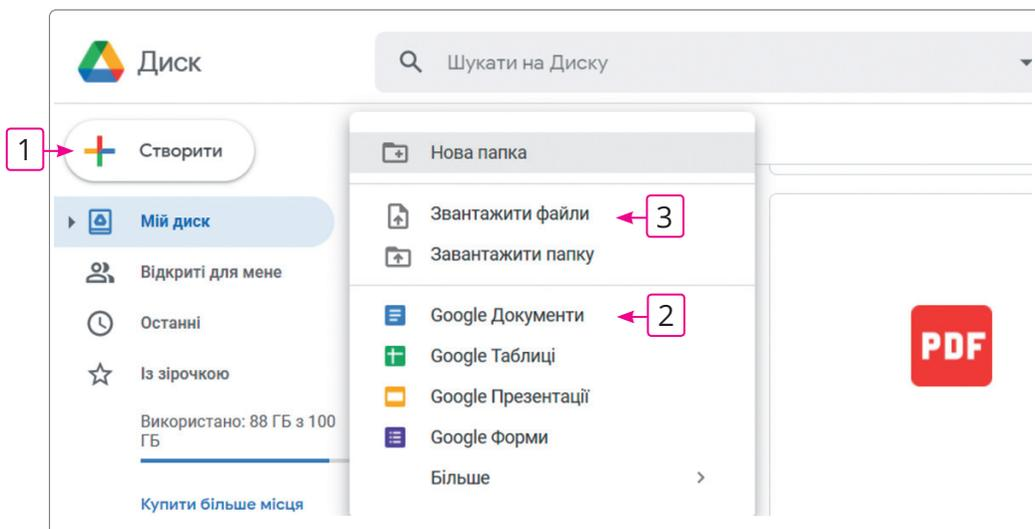 Диск
Шукати на Диску
1
Створити
Нова папка
Мій диск
Звантажити файли
3
Завантажити папку
Відкриті для мене
Google Документи
2
Останні
Google Таблиці
Із зірочкою
Google Презентації
Використано: 88 ГБ з 100
ГБ
Google Форми
Більше
Купити більше місця
PDF